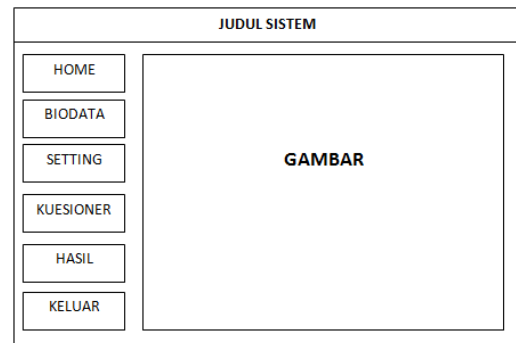 JUDUL SISTEM
HOME
BIODATA
SETTING
KUESIONER
HASIL
KELUAR
GAMBAR